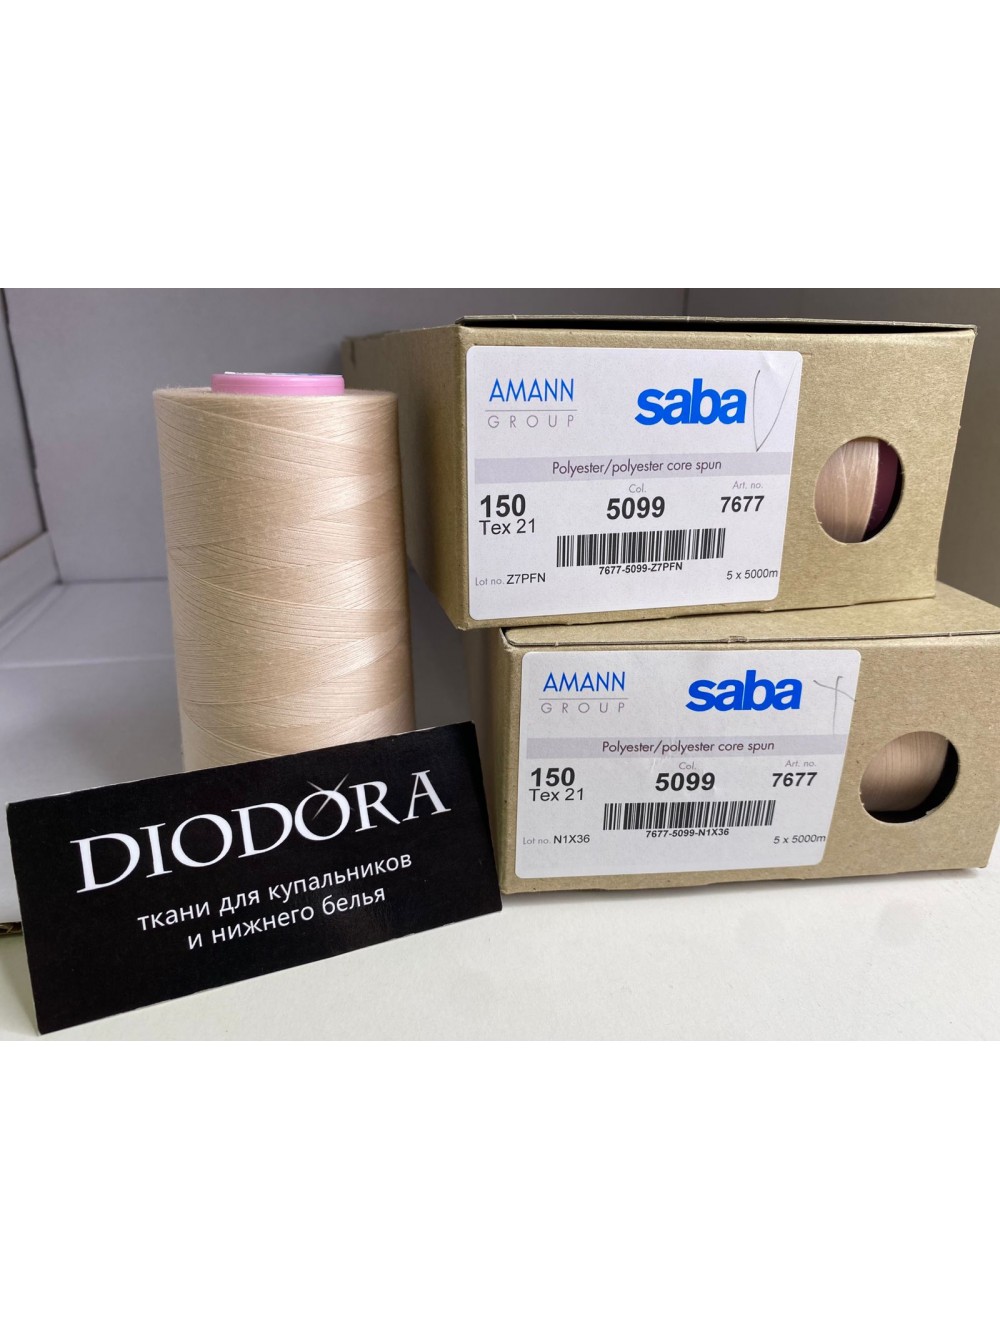 AMANN
GROUP
saba
Polyester/polyester core spun
150
Tex 21
Col.
5099
Art. no.
7677
7677-5099-Z7PFN
Lot no. Z7PFN
5 x 5000m
AMANN
GROUP
saba
Polyester/polyester core spun
150
Tex 21
Col.
5099
Art. no.
7677
7677-5099-N1X36
Lot no. N1X36
5 x 5000m
DIODORA
ткани для купальников
и нижнего белья